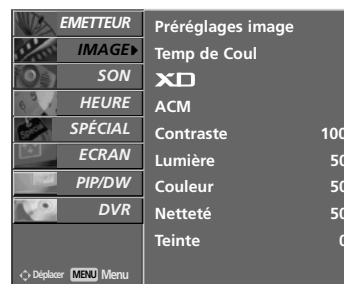 EMETTEUR
IMAGE
SON
HEURE
SPÉCIAL
ECRAN
PIP/DW
DVR
Déplacer MENU Menu
Préréglages image
Temp de Coul
XD
ACM
Contraste 100
Lumière 50
Couleur 50
Netteté 50
Teinte 0